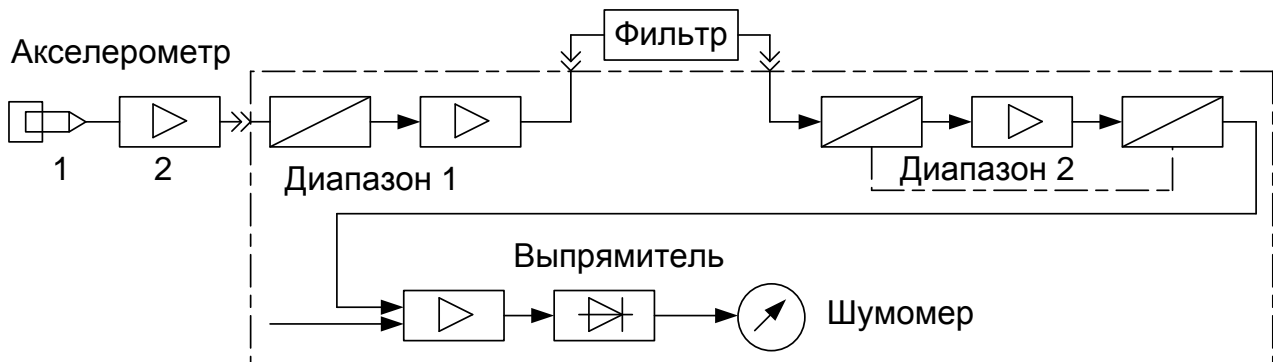 Фильтр
Акселерометр
1
2
Диапазон 1
Диапазон 2
Выпрямитель
Шумомер